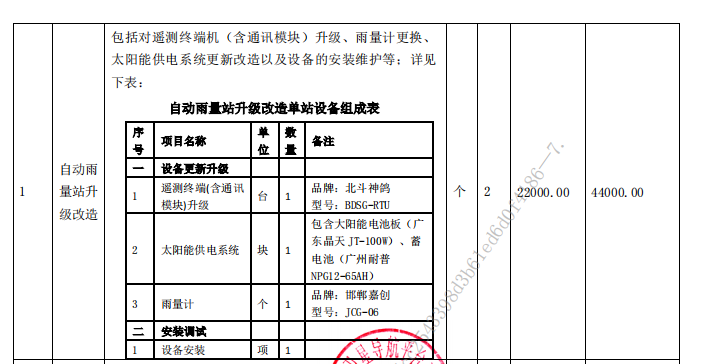 包括对遥测终端机（含通讯模块）升级、雨量计更换、
太阳能供电系统更新改造以及设备的安装维护等；详见
下表：
自动雨量站升级改造单站设备组成表
序号 项目名称 单位 数量 备注
一 设备更新升级
1 遥测终端(含通讯模块)升级 台 1 品牌：北斗神鸽
型号：BDSG-RTU
2 太阳能供电系统 块 1 包含大阳能电池板（广
东晶天 JT-100W）、蓄
电池（广州耐普
NPG12-65AH）
3 雨量计 个 1 品牌：邯郸嘉创
型号：JCG-06
二 安装调试
1 设备安装 项 1
1 自动雨
量站升
级改造
个 2 22000.00 44000.00